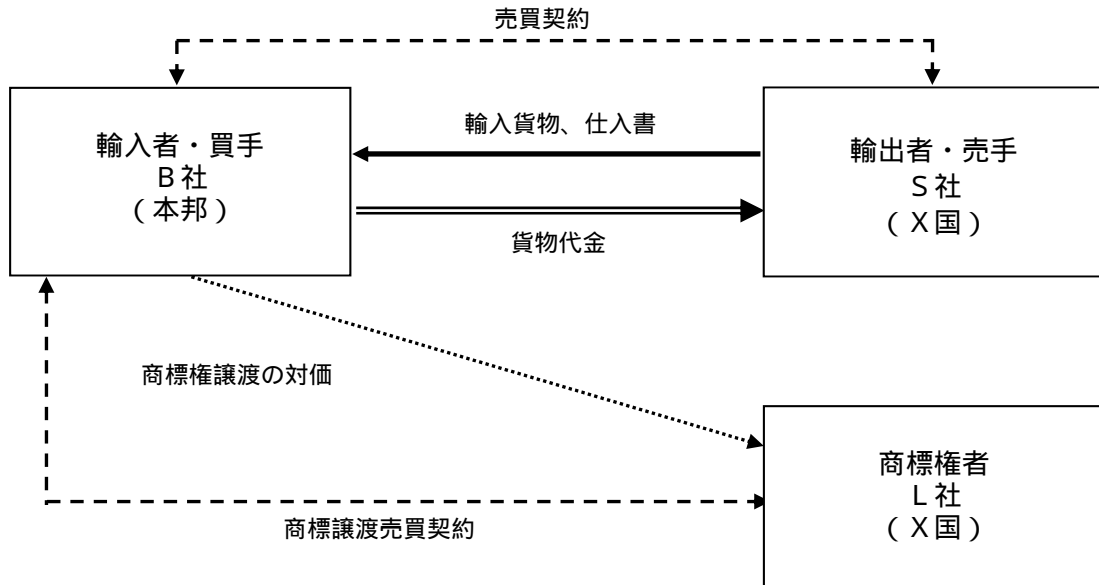 売買契約
輸入者・買手
Ｂ社
（本邦）
輸入貨物、仕入書
貨物代金
輸出者・売手
Ｓ社
（Ｘ国）
商標権譲渡の対価
商標譲渡売買契約
商標権者
Ｌ社
（Ｘ国）